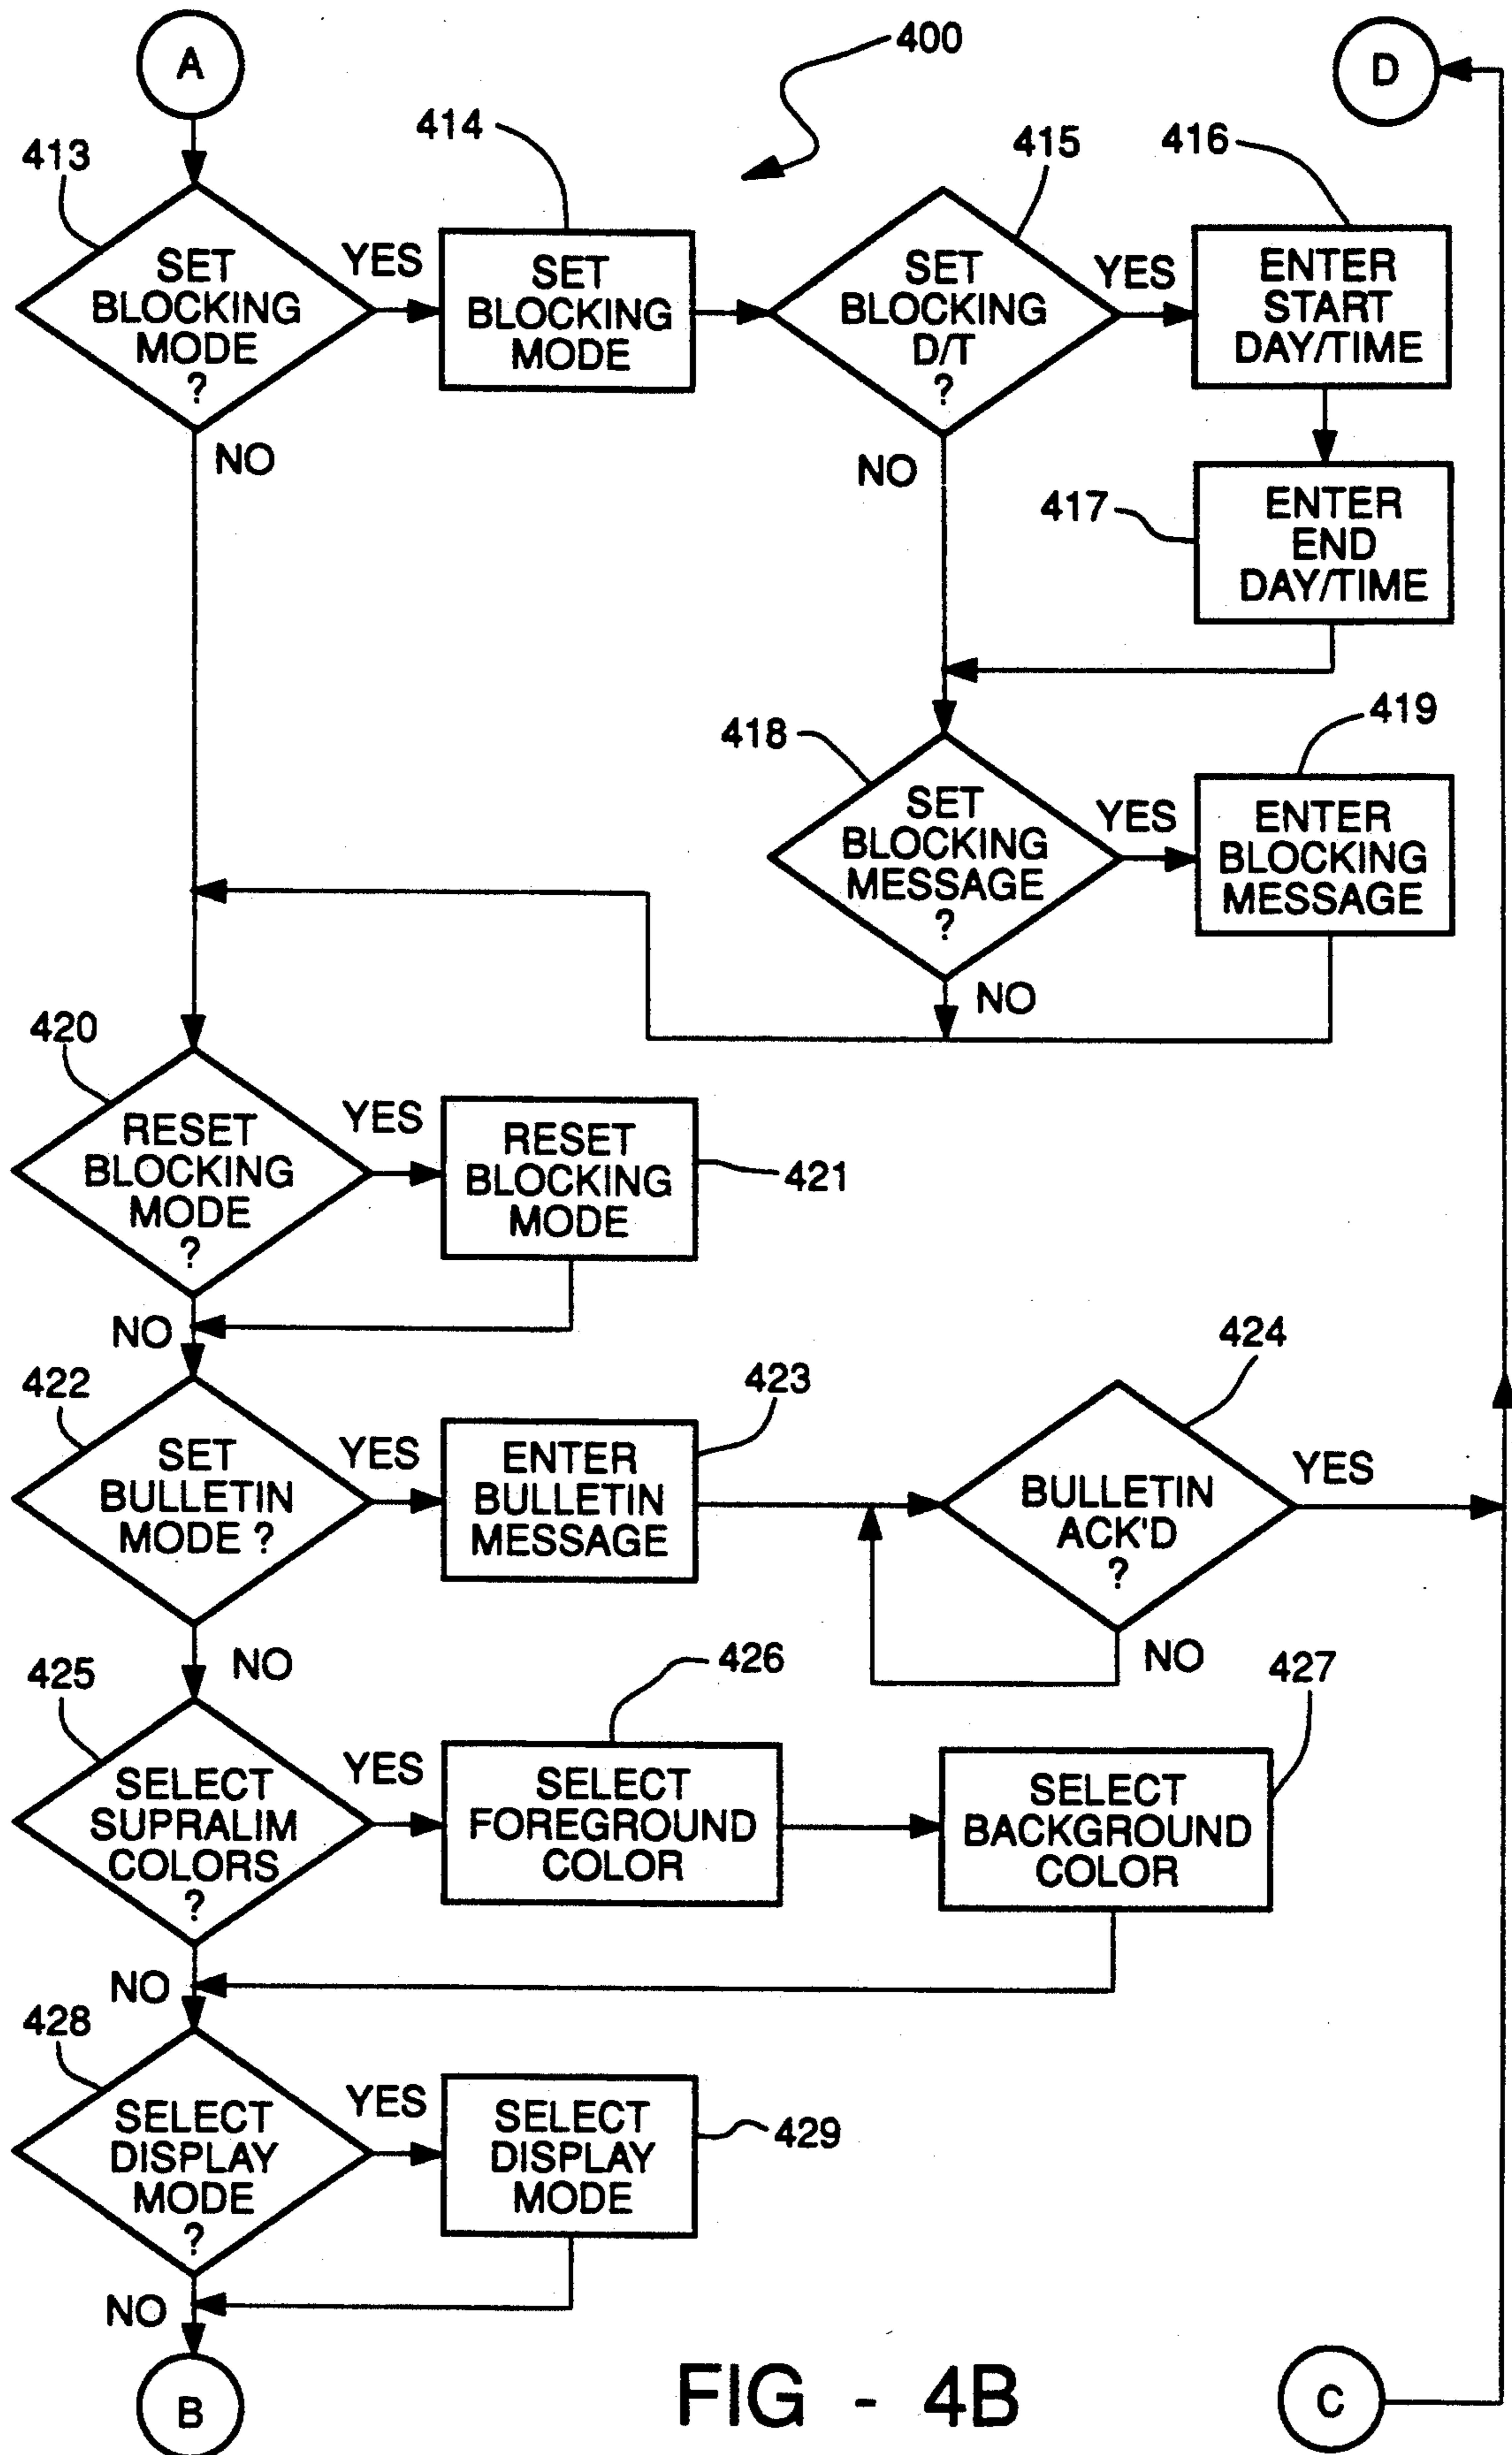 A
400
D
413
414
415
416
SET
BLOCKING
MODE
?
YES
SET
BLOCKING
MODE
SET
BLOCKING
D/T
?
YES
ENTER
START
DAY/TIME
NO
NO
417
ENTER
END
DAY/TIME
418
419
SET
BLOCKING
MESSAGE
?
YES
ENTER
BLOCKING
MESSAGE
NO
420
RESET
BLOCKING
MODE
?
YES
RESET
BLOCKING
MODE
421
NO
422
423
424
SET
BULLETIN
MODE ?
YES
ENTER
BULLETIN
MESSAGE
BULLETIN
ACK'D
?
YES
NO
NO
425
426
427
SELECT
SUPRALIM
COLORS
?
YES
SELECT
FOREGROUND
COLOR
SELECT
BACKGROUND
COLOR
NO
428
SELECT
DISPLAY
MODE
?
YES
SELECT
DISPLAY
MODE
429
NO
B
FIG - 4B
C